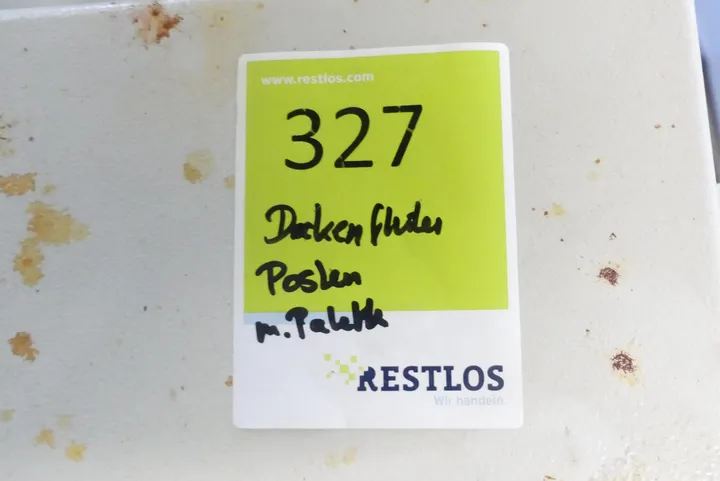 www.restlos.com
327
Deckenfluter
Posten
m. Palette
RESTLOS
Wir handeln.